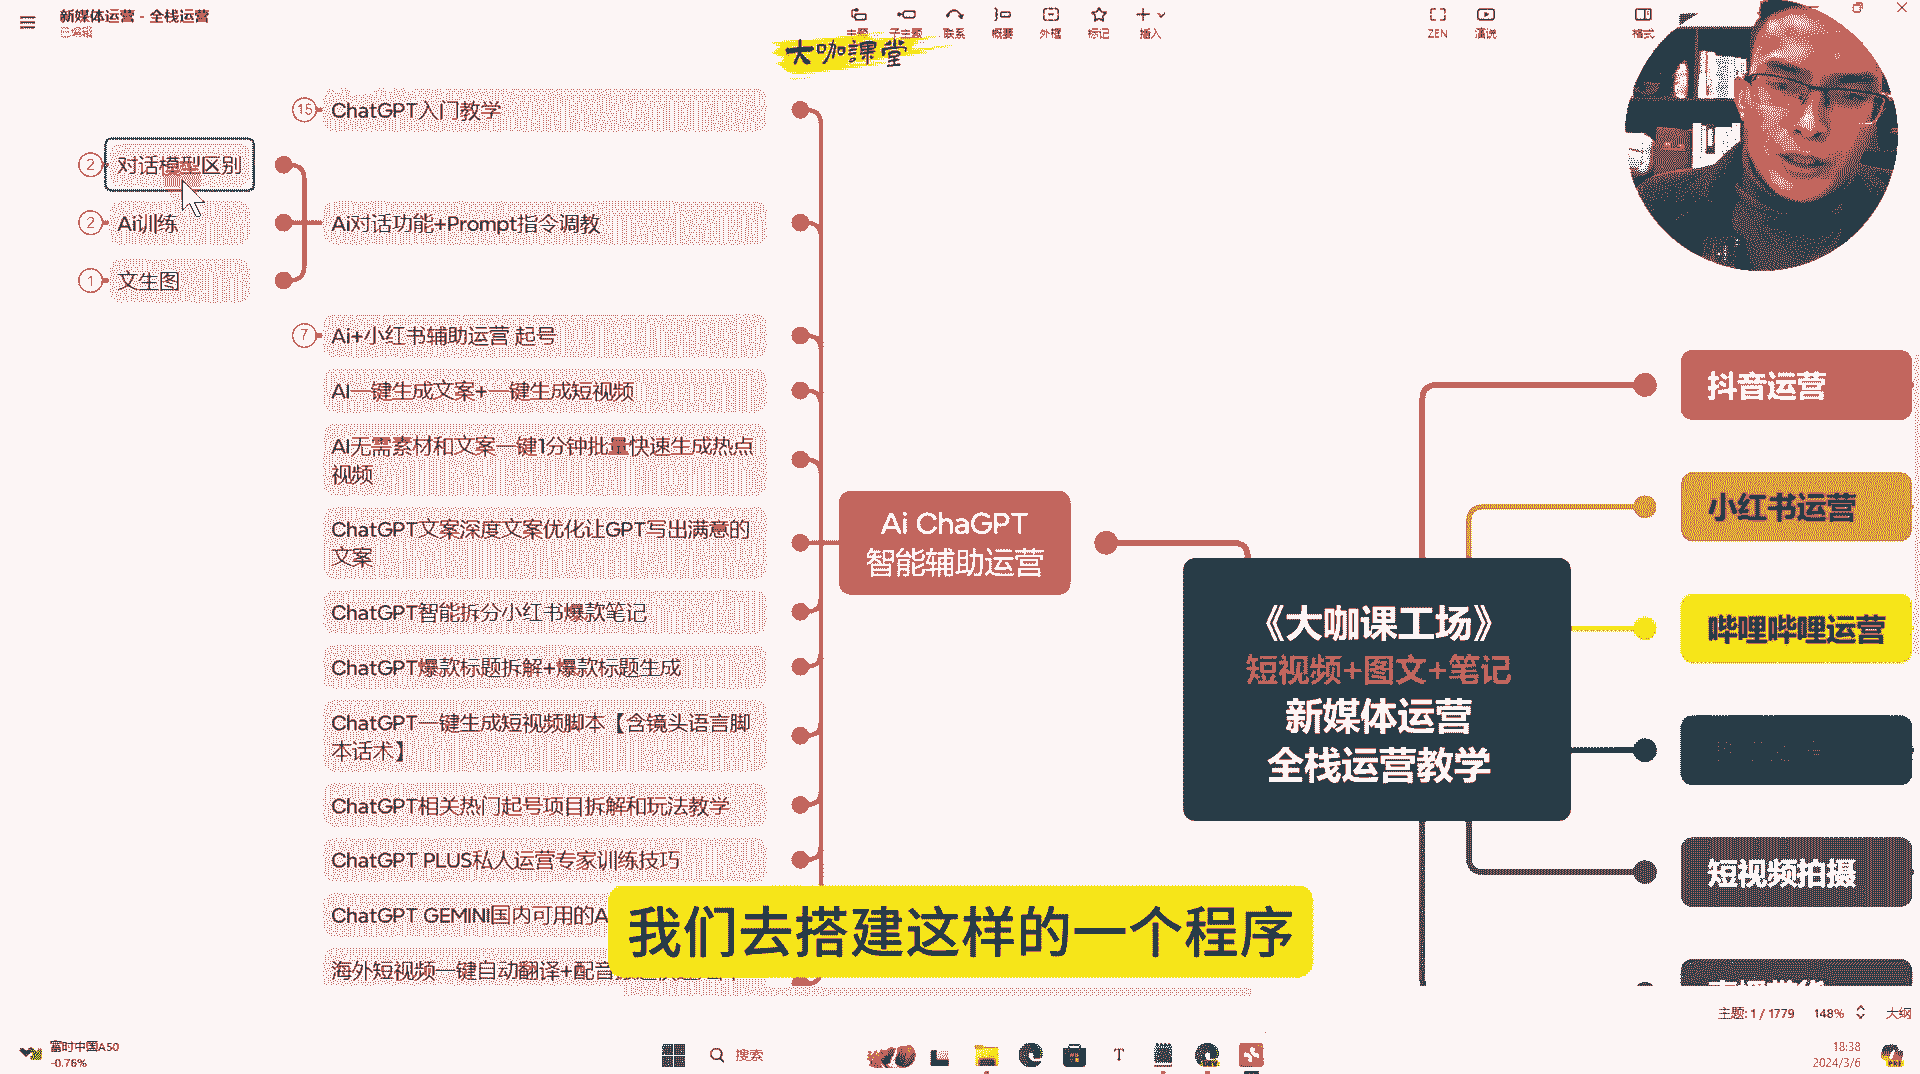 新媒体运营 - 全栈运营
已编辑
主题
子主题
联系
概要
外框
标记
插入
ZEN
演说
格式
大咖課堂
15
ChatGPT入门教学
2
对话模型区别
2
Ai训练
1
文生图
Ai对话功能+Prompt指令调教
7
Ai+小红书辅助运营 起号
AI一键生成文案+一键生成短视频
AI无需素材和文案一键1分钟批量快速生成热点
视频
ChatGPT文案深度文案优化让GPT写出满意的
文案
ChatGPT智能拆分小红书爆款笔记
ChatGPT爆款标题拆解+爆款标题生成
ChatGPT一键生成短视频脚本【含镜头语言脚
本话术】
ChatGPT相关热门起号项目拆解和玩法教学
ChatGPT PLUS私人运营专家训练技巧
ChatGPT GEMINI国内可用的A
海外短视频一键自动翻译+配音
Ai ChaGPT
智能辅助运营
《大咖课工场》
短视频+图文+笔记
新媒体运营
全栈运营教学
抖音运营
小红书运营
哔哩哔哩运营
短视频拍摄
我们去搭建这样的一个程序
主题: 1 / 1779
148%
大纲
富时中国A50
-0.76%
搜索
18:38
2024/3/6